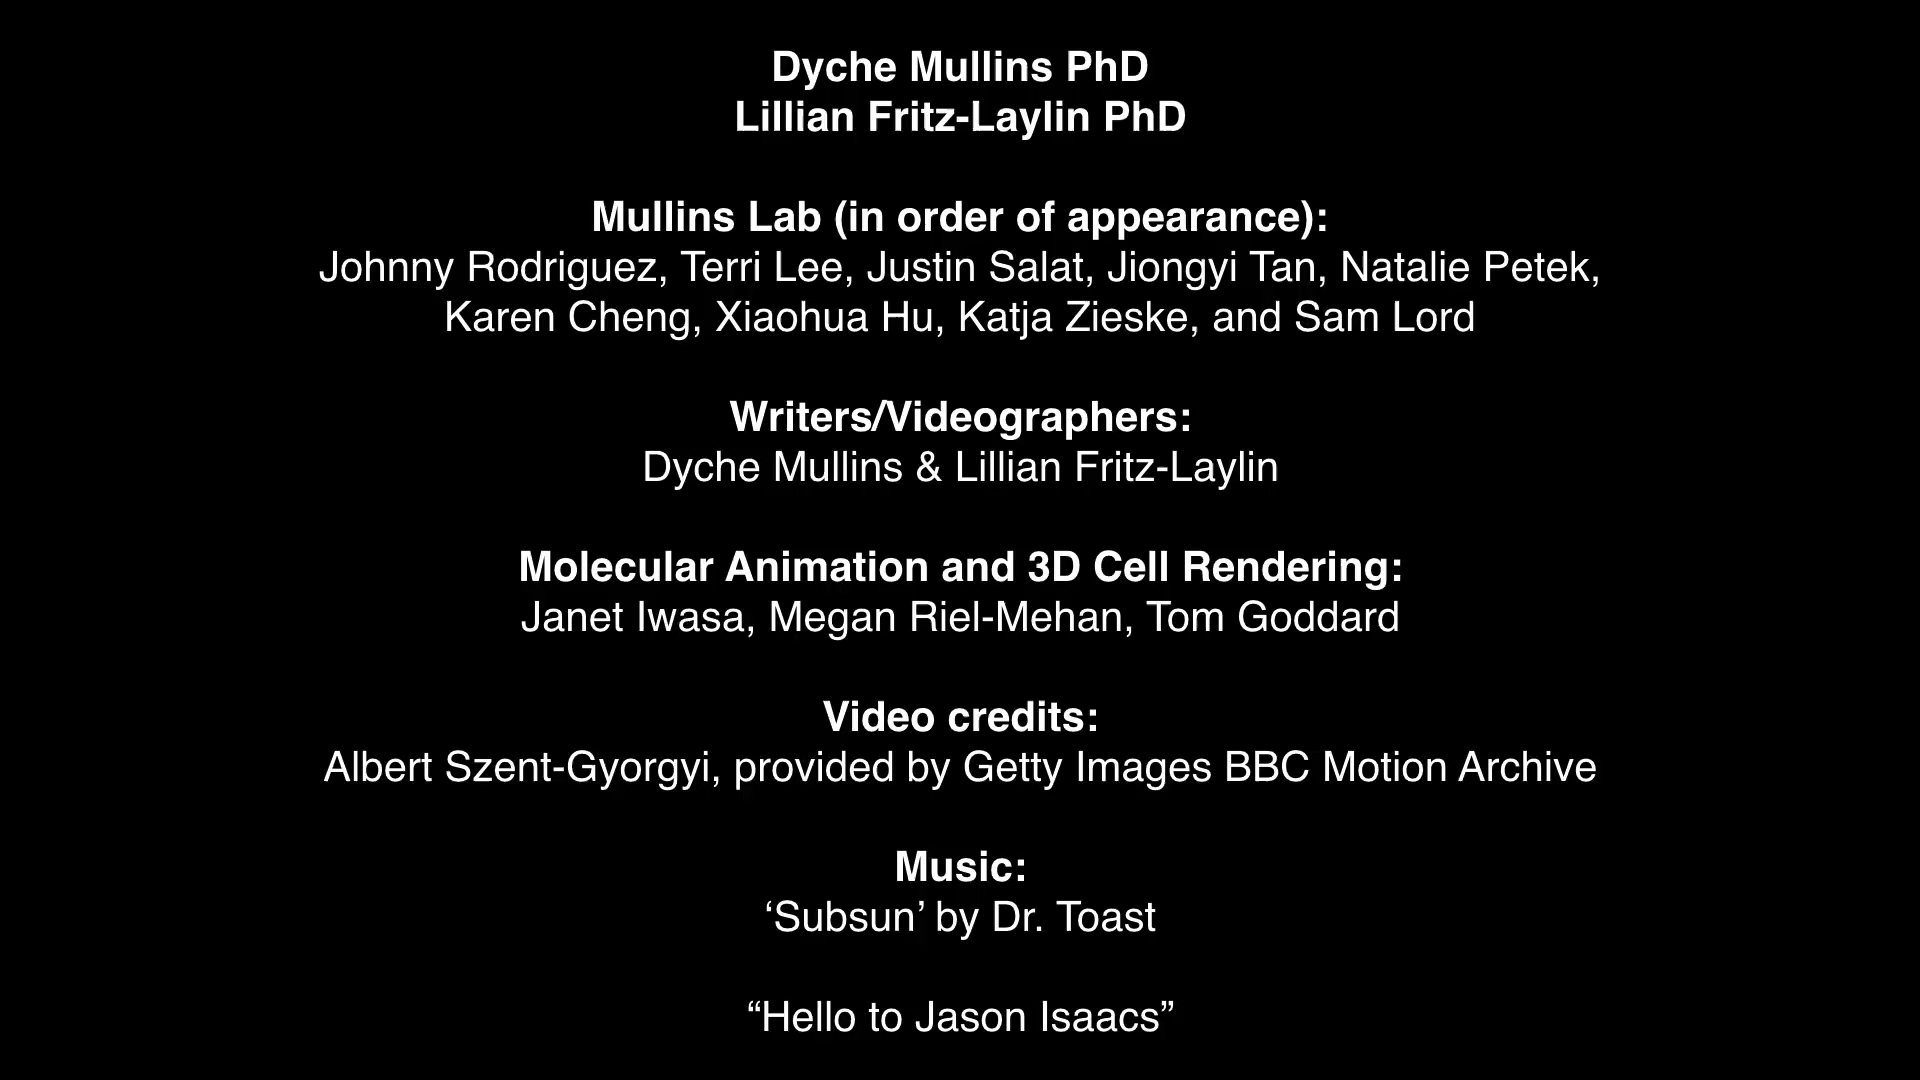 Dyche Mullins PhD
Lillian Fritz-Laylin PhD
Mullins Lab (in order of appearance):
Johnny Rodriguez, Terri Lee, Justin Salat, Jiongyi Tan, Natalie Petek,
Karen Cheng, Xiaohua Hu, Katja Zieske, and Sam Lord
Writers/Videographers:
Dyche Mullins & Lillian Fritz-Laylin
Molecular Animation and 3D Cell Rendering:
Janet Iwasa, Megan Riel-Mehan, Tom Goddard
Video credits:
Albert Szent-Gyorgyi, provided by Getty Images BBC Motion Archive
Music:
‘Subsun’ by Dr. Toast
“Hello to Jason Isaacs”